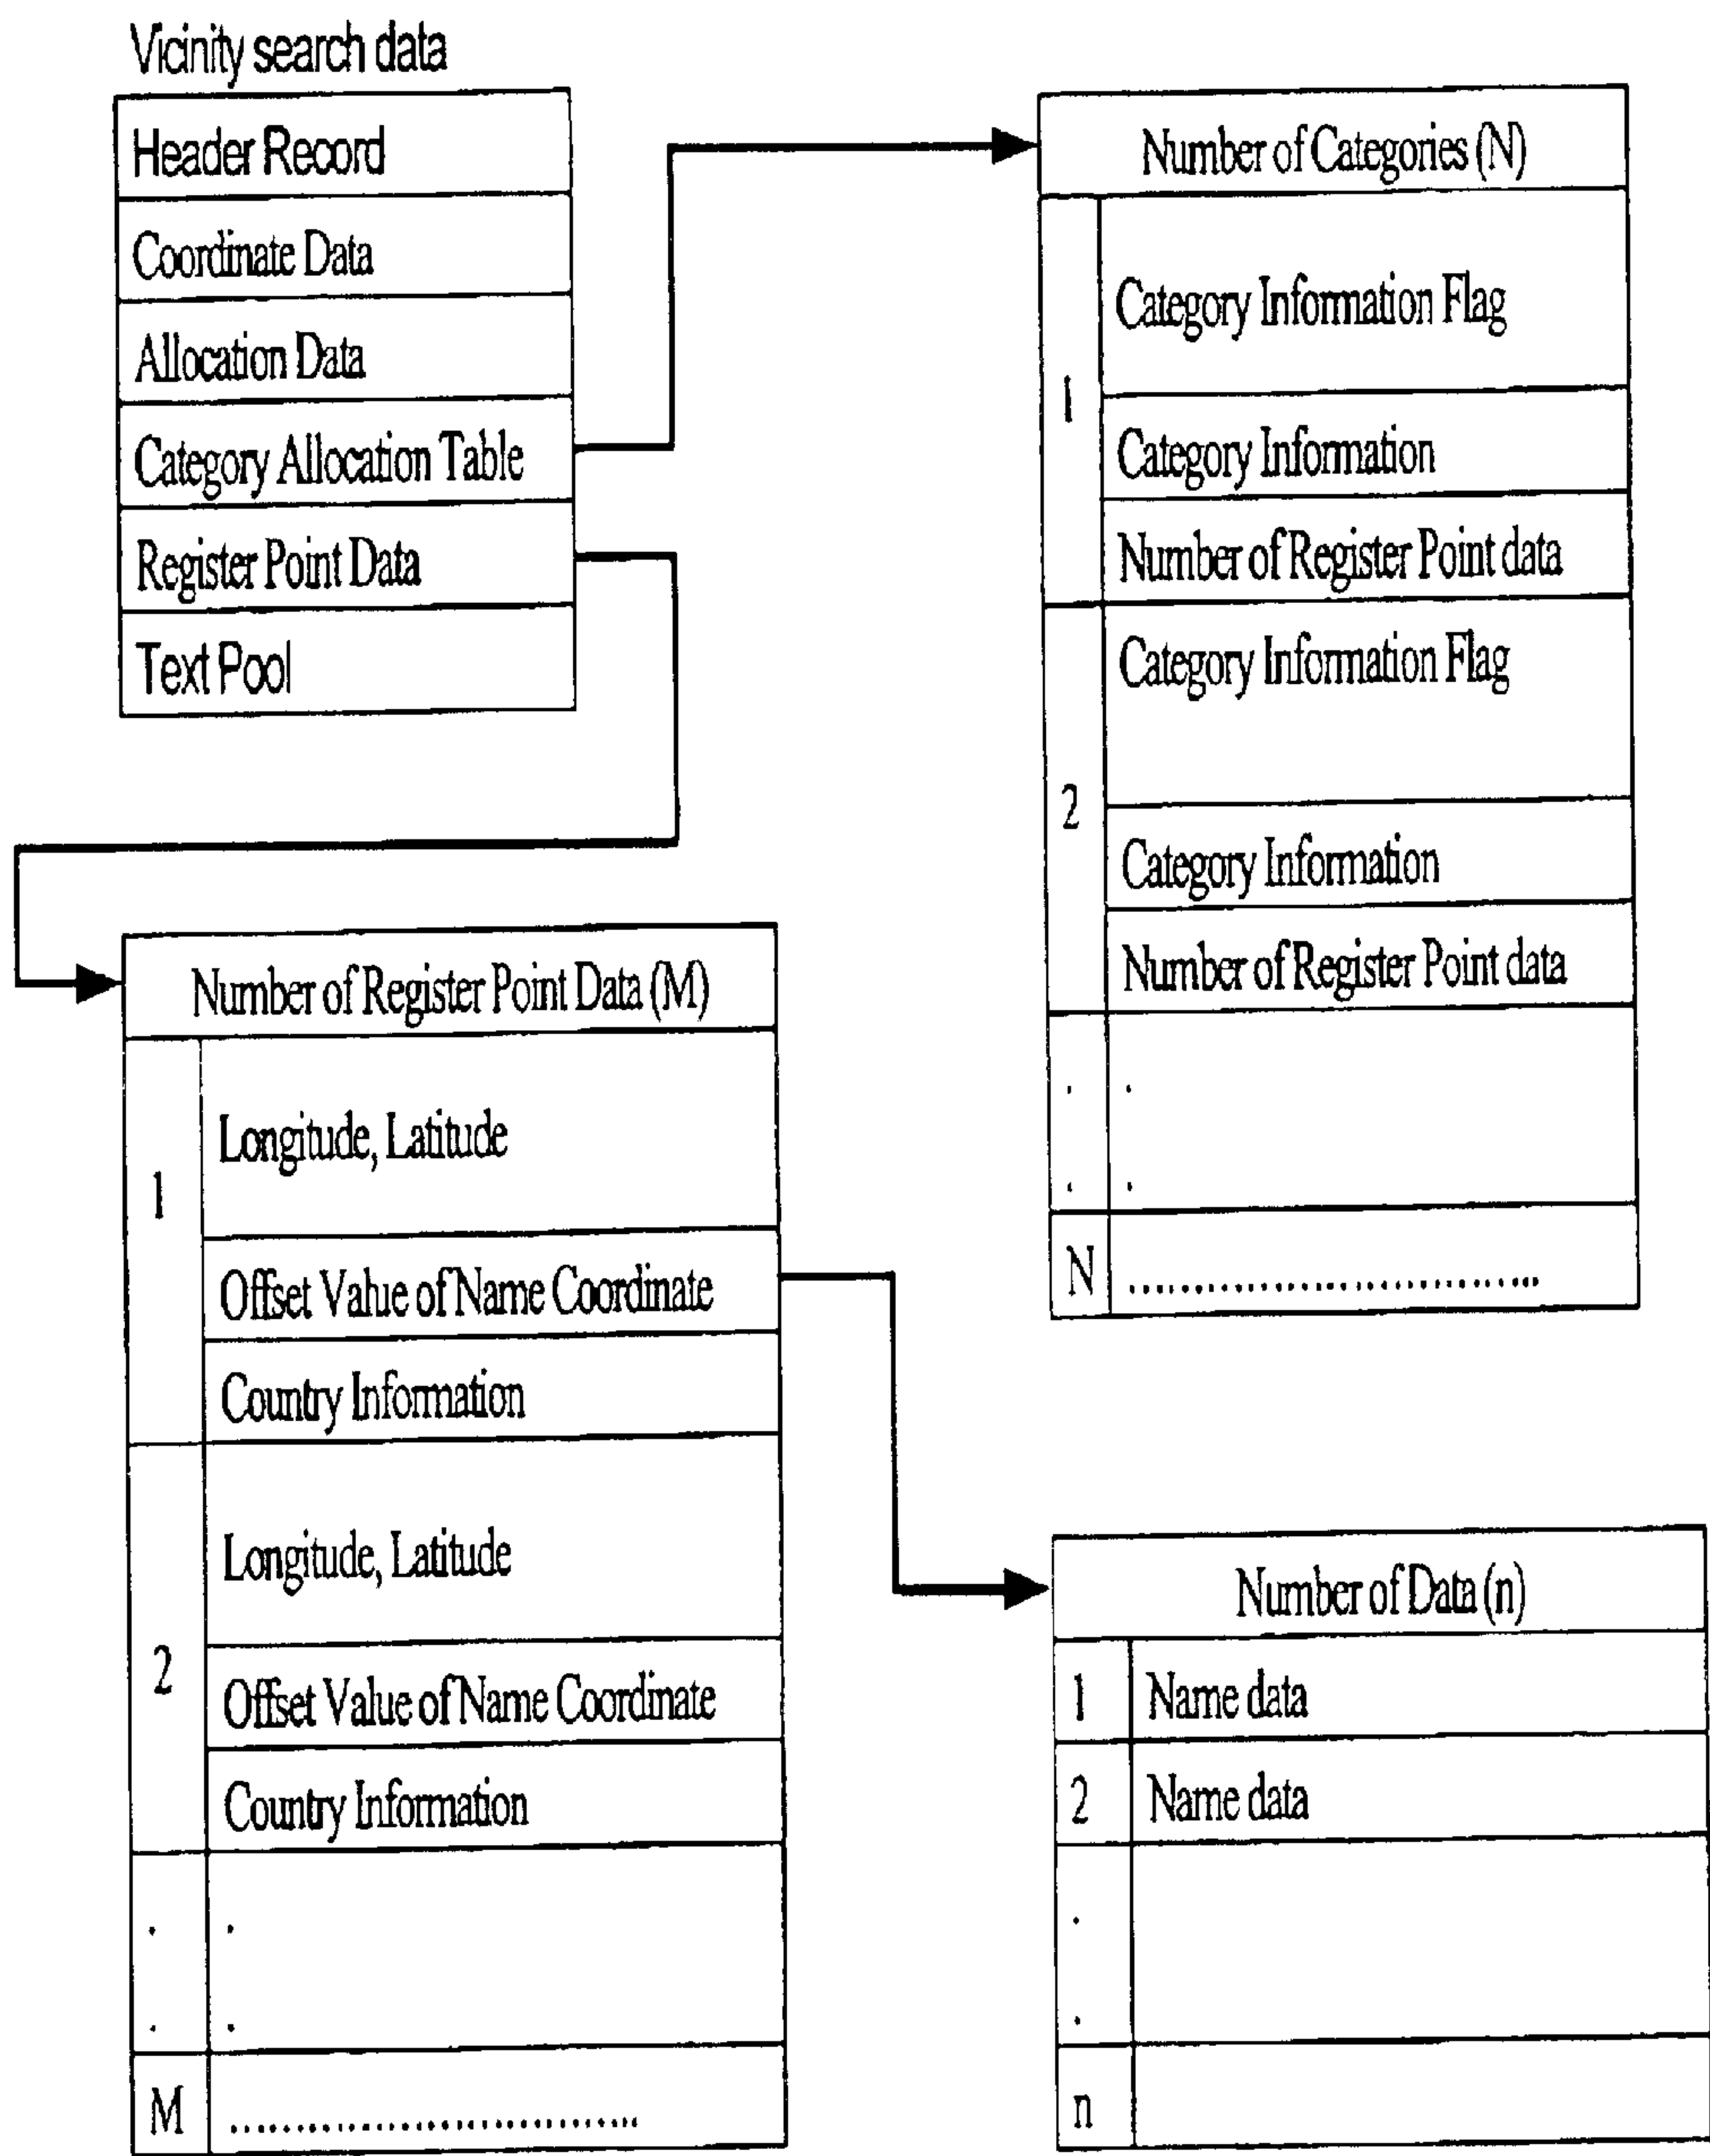 Vicinity search data
Header Record
Coordinate Data
Allocation Data
Category Allocation Table
Register Point Data
Text Pool
Number of Categories (N)
1
Category Information Flag
Category Information
Number of Register Point data
2
Category Information Flag
Category Information
Number of Register Point data
. .
. .
N ................................
Number of Register Point Data (M)
1
Longitude, Latitude
Offset Value of Name Coordinate
Country Information
2
Longitude, Latitude
Offset Value of Name Coordinate
Country Information
. .
. .
M ................................
Number of Data (n)
1 Name data
2 Name data
.
.
n